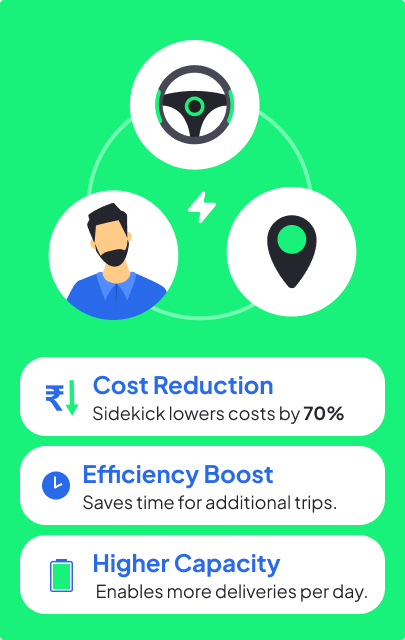 Cost Reduction
₹ Sidekick lowers costs by 70%
Efficiency Boost
Saves time for additional trips.
Higher Capacity
Enables more deliveries per day.